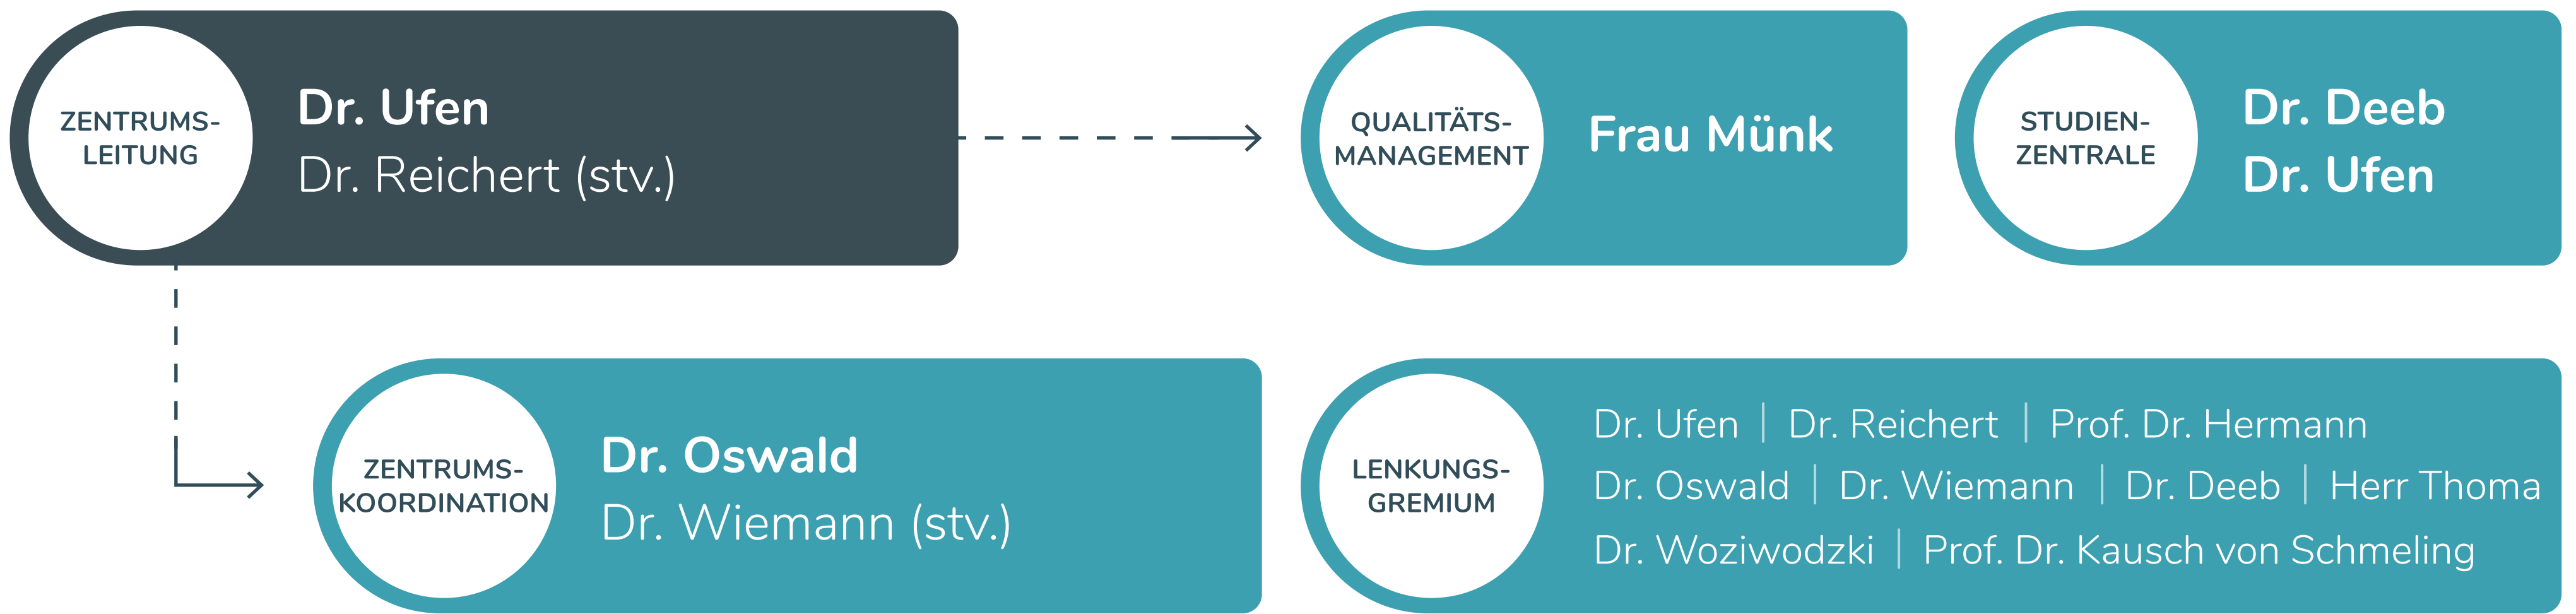 ZENTRUMS-
LEITUNG
Dr. Ufen
Dr. Reichert (stv.)
QUALITÄTS-
MANAGEMENT
Frau Münk
STUDIEN-
ZENTRALE
Dr. Deeb
Dr. Ufen
ZENTRUMS-
KOORDINATION
Dr. Oswald
Dr. Wiemann (stv.)
LENKUNGS-
GREMIUM
Dr. Ufen | Dr. Reichert | Prof. Dr. Hermann
Dr. Oswald | Dr. Wiemann | Dr. Deeb | Herr Thoma
Dr. Woziwodzki | Prof. Dr. Kausch von Schmeling